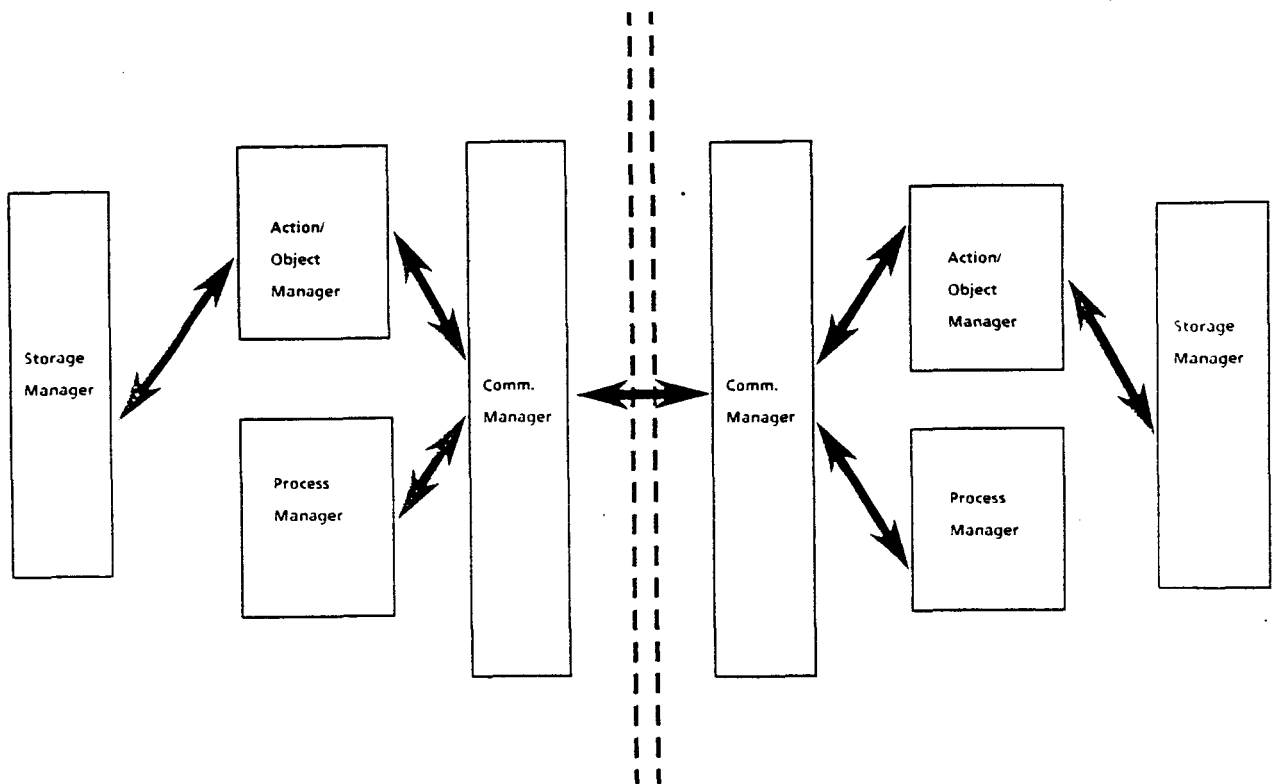 Storage
Manager
Action/
Object
Manager
Process
Manager
Comm.
Manager
Comm.
Manager
Action/
Object
Manager
Process
Manager
Storage
Manager